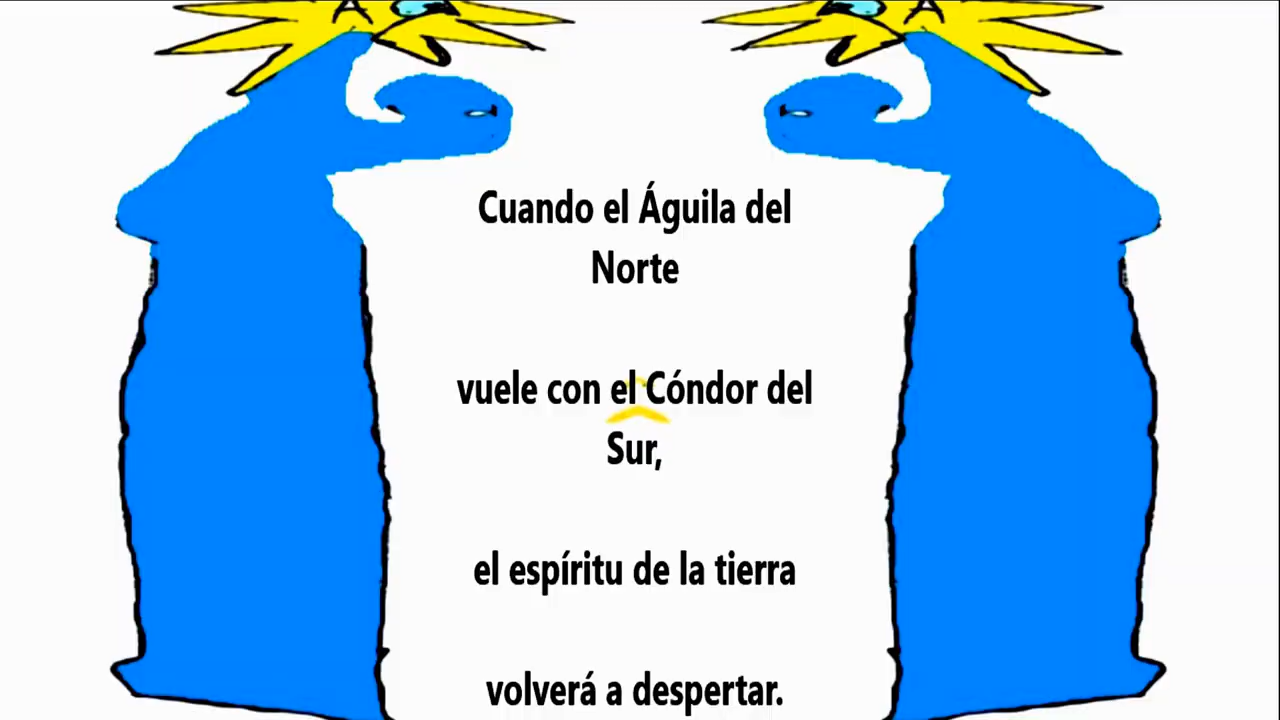 Cuando el Águila del
Norte
vuele con el Cóndor del
Sur,
el espíritu de la tierra
volverá a despertar.